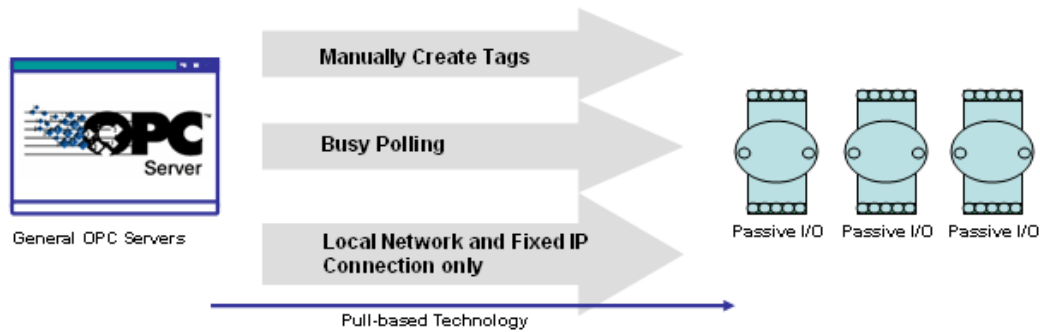 Manually Create Tags
OPC™
Server
Busy Polling
General OPC Servers
Local Network and Fixed IP
Connection only
Passive I/O Passive I/O Passive I/O
Pull-based Technology